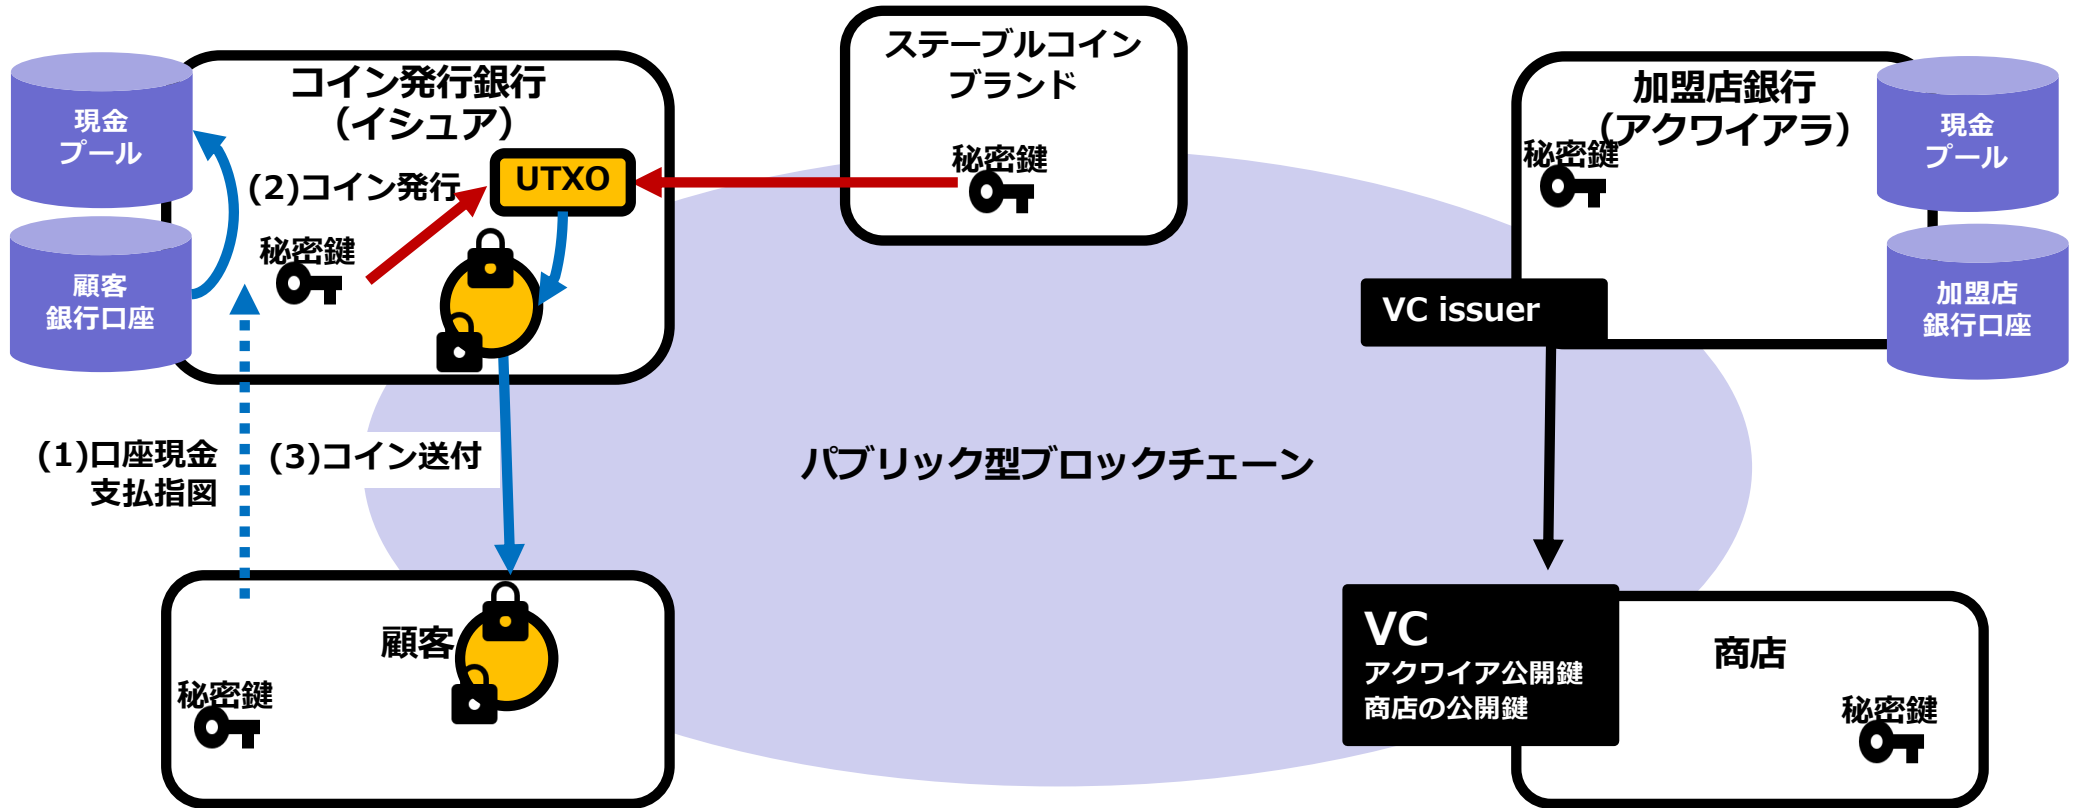 ステーブルコイン
ブランド
秘密鍵
コイン発行銀行
（イシュア）
現金
プール
(2)コイン発行
UTXO
秘密鍵
顧客
銀行口座
加盟店銀行
（アクワイアラ）
秘密鍵
現金
プール
VC issuer
加盟店
銀行口座
(1)口座現金
支払指図
(3)コイン送付
パブリック型ブロックチェーン
顧客
秘密鍵
VC
アクワイア公開鍵
商店の公開鍵
商店
秘密鍵